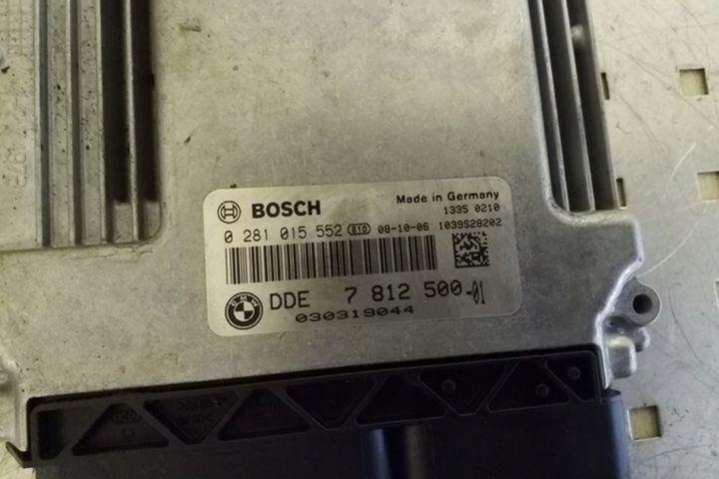 BOSCH Made in Germany
1335 0210
0 281 015 552 08-10-06 1039S28202
BMW DDE 7 812 500-01
030319044